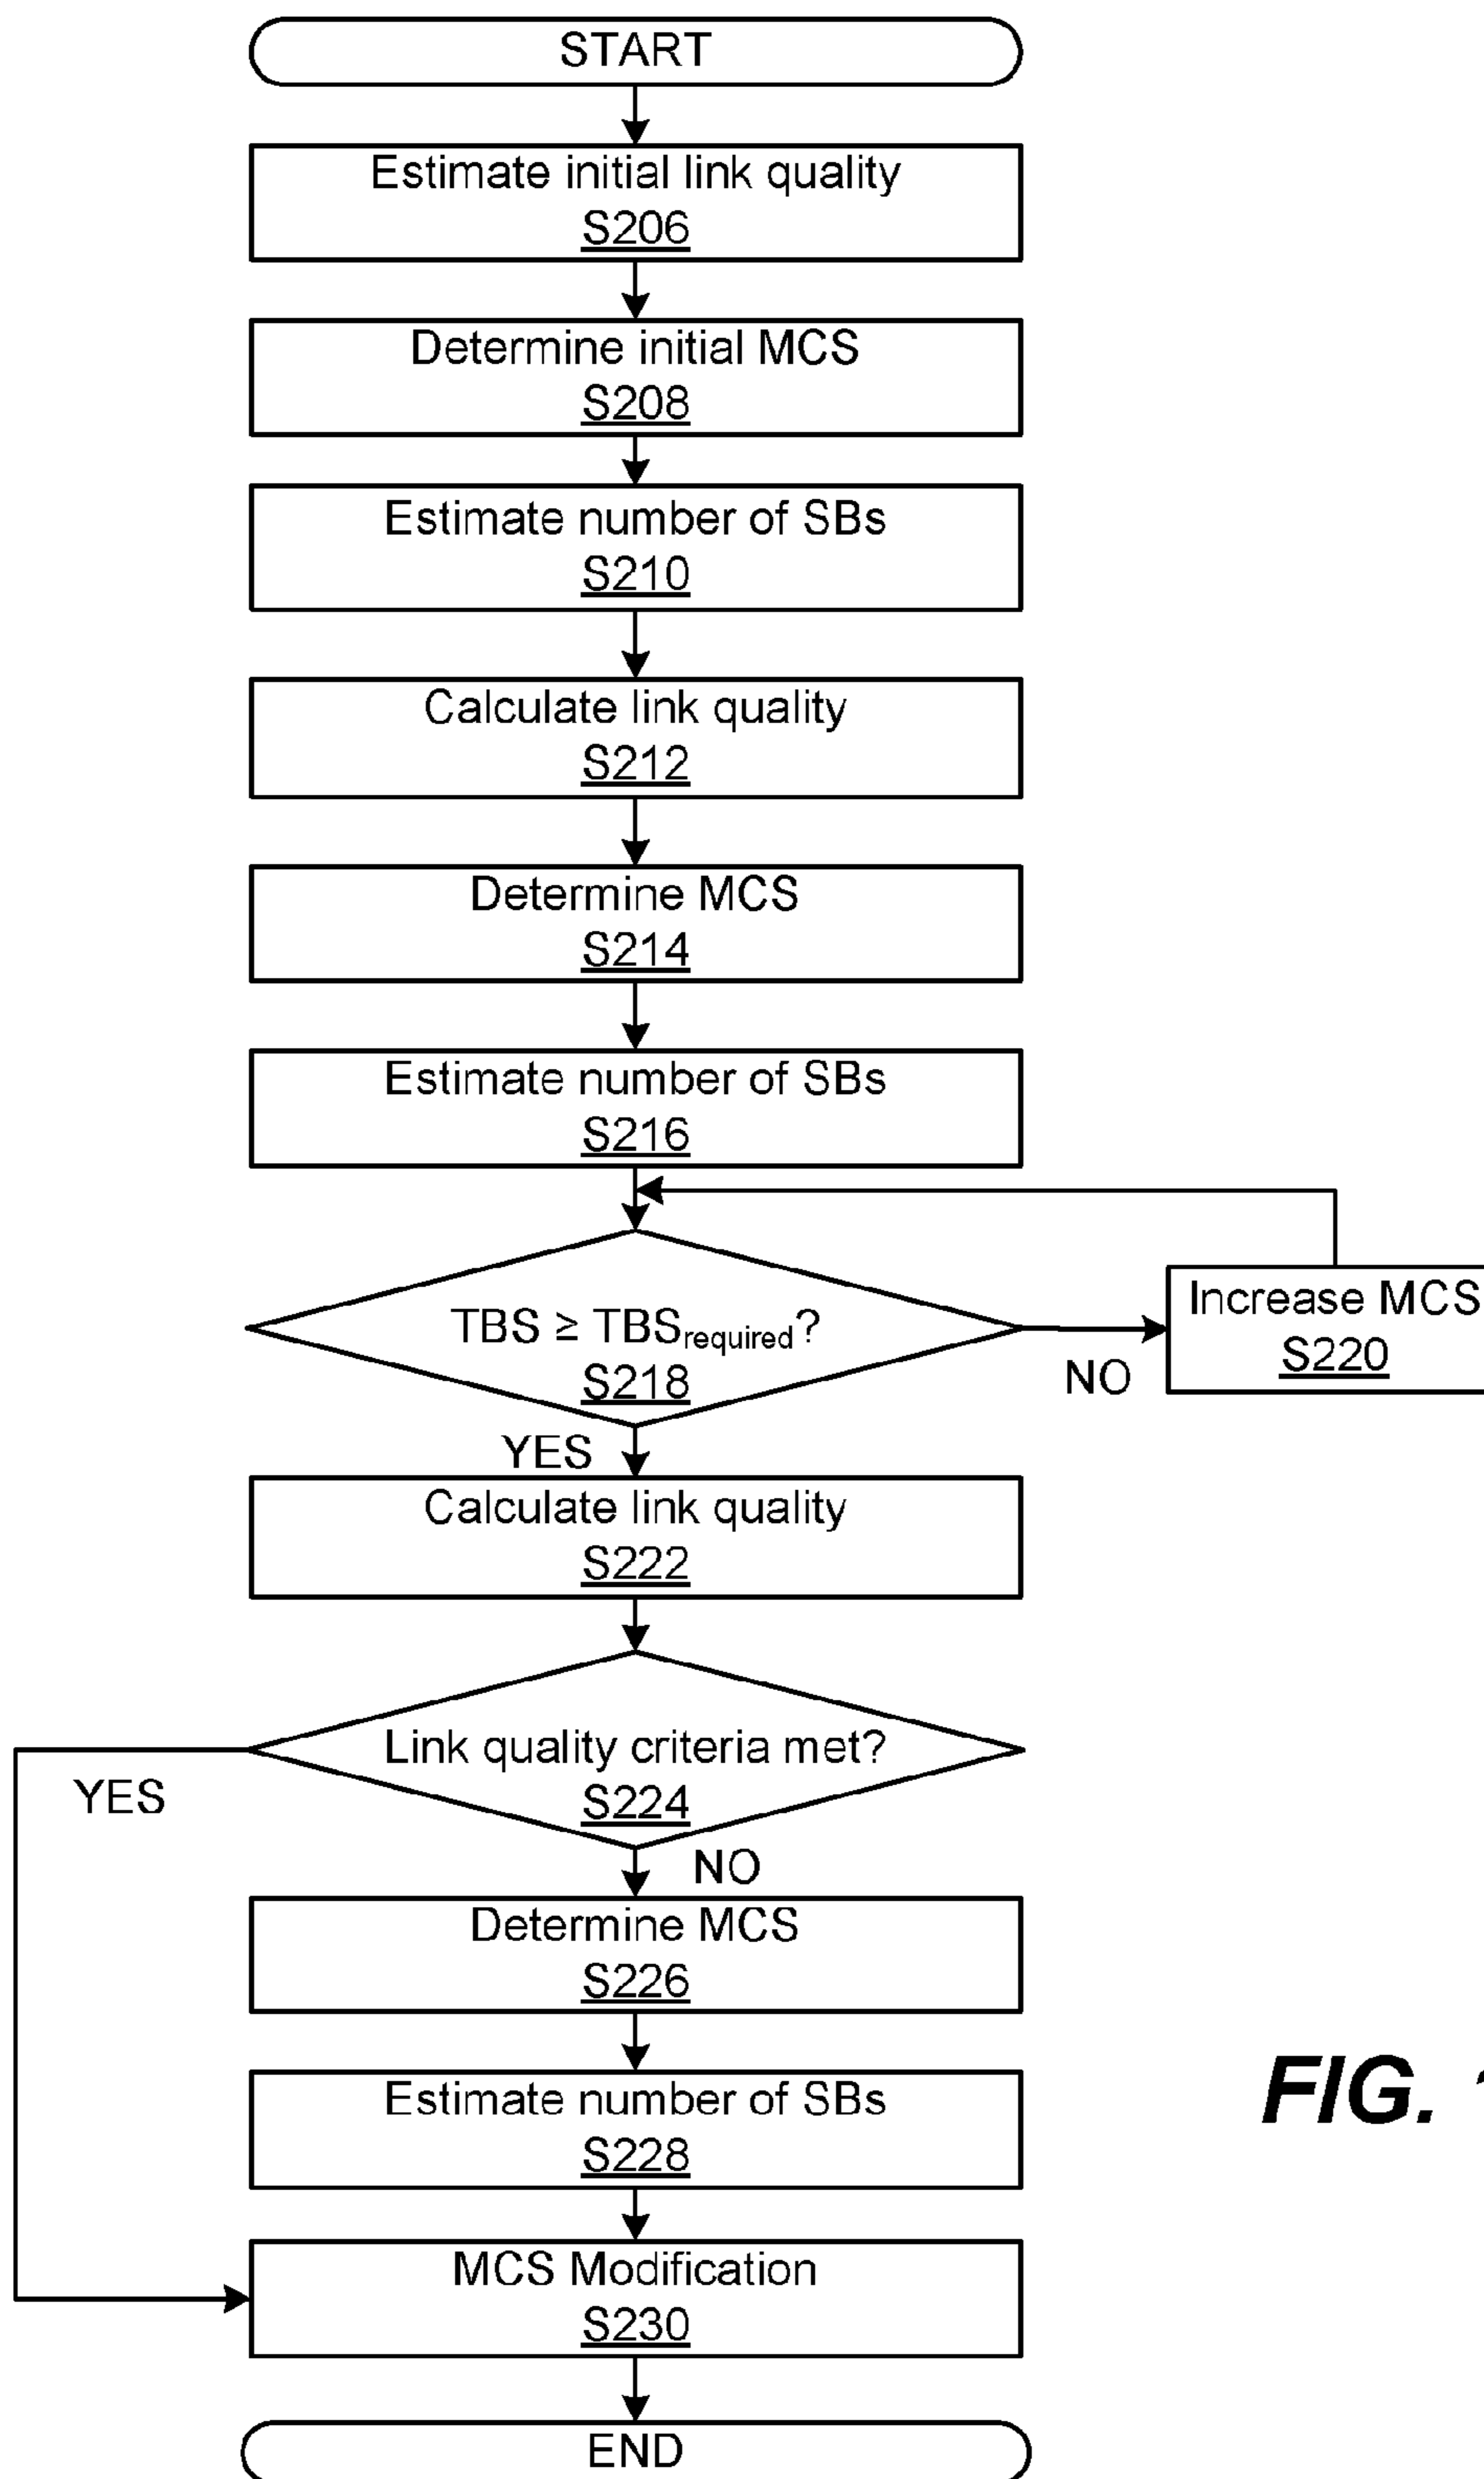 START
Estimate initial link quality
S206
Determine initial MCS
S208
Estimate number of SBs
S210
Calculate link quality
S212
Determine MCS
S214
Estimate number of SBs
S216
TBS ≥ TBSrequired?
S218
NO
Increase MCS
S220
YES
Calculate link quality
S222
Link quality criteria met?
S224
YES
NO
Determine MCS
S226
Estimate number of SBs
S228
MCS Modification
S230
END
FIG.